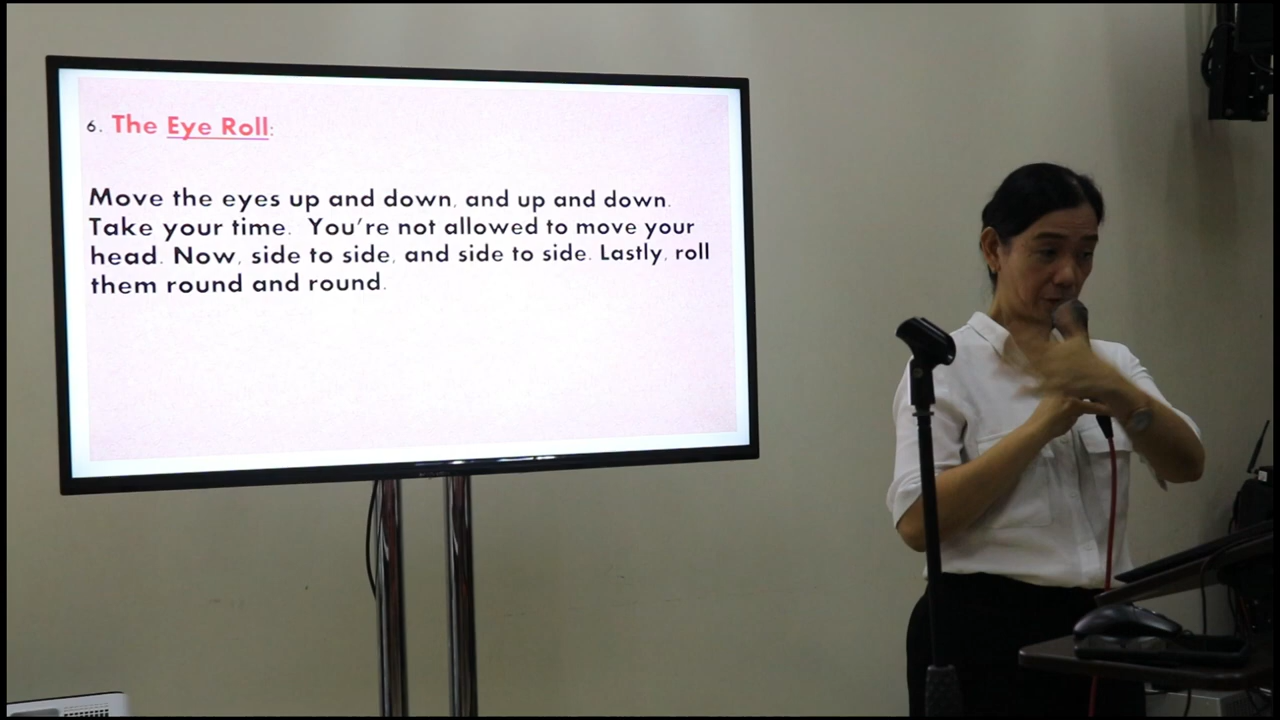 6. The Eye Roll:
Move the eyes up and down, and up and down.
Take your time. You're not allowed to move your
head. Now, side to side, and side to side. Lastly, roll
them round and round.